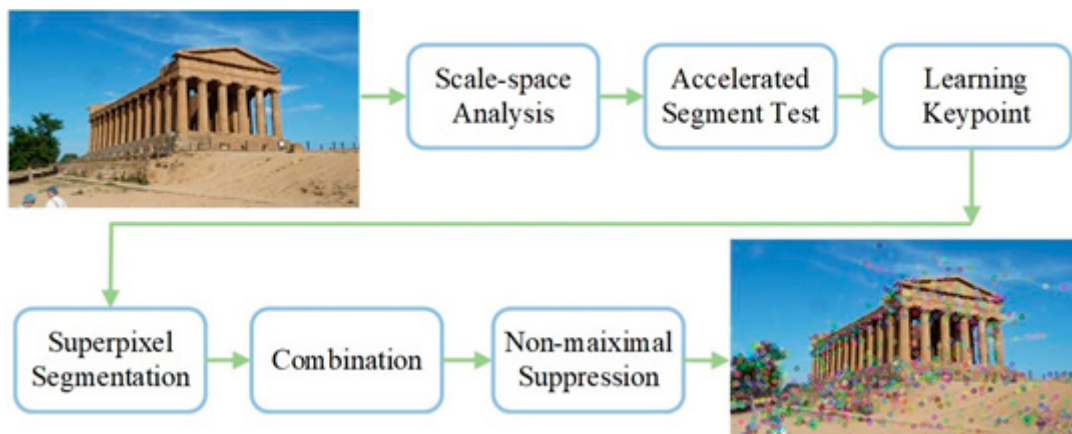 Scale-space
Analysis
Accelerated
Segment Test
Learning
Keypoint
Superpixel
Segmentation
Combination
Non-maiximal
Suppression